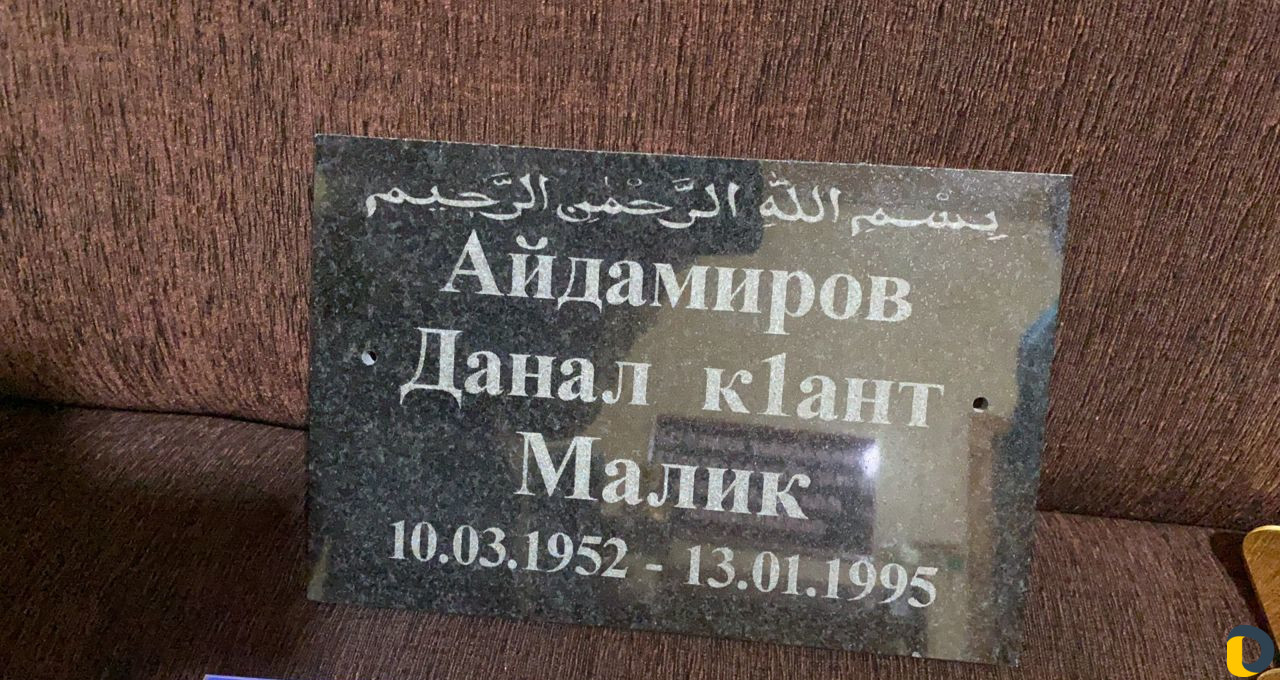 بِسْمِ اللّٰهِ الرَّحْمٰنِ الرَّحِيمِ
Айдамиров
Данал к1ант
Малик
10.03.1952 - 13.01.1995